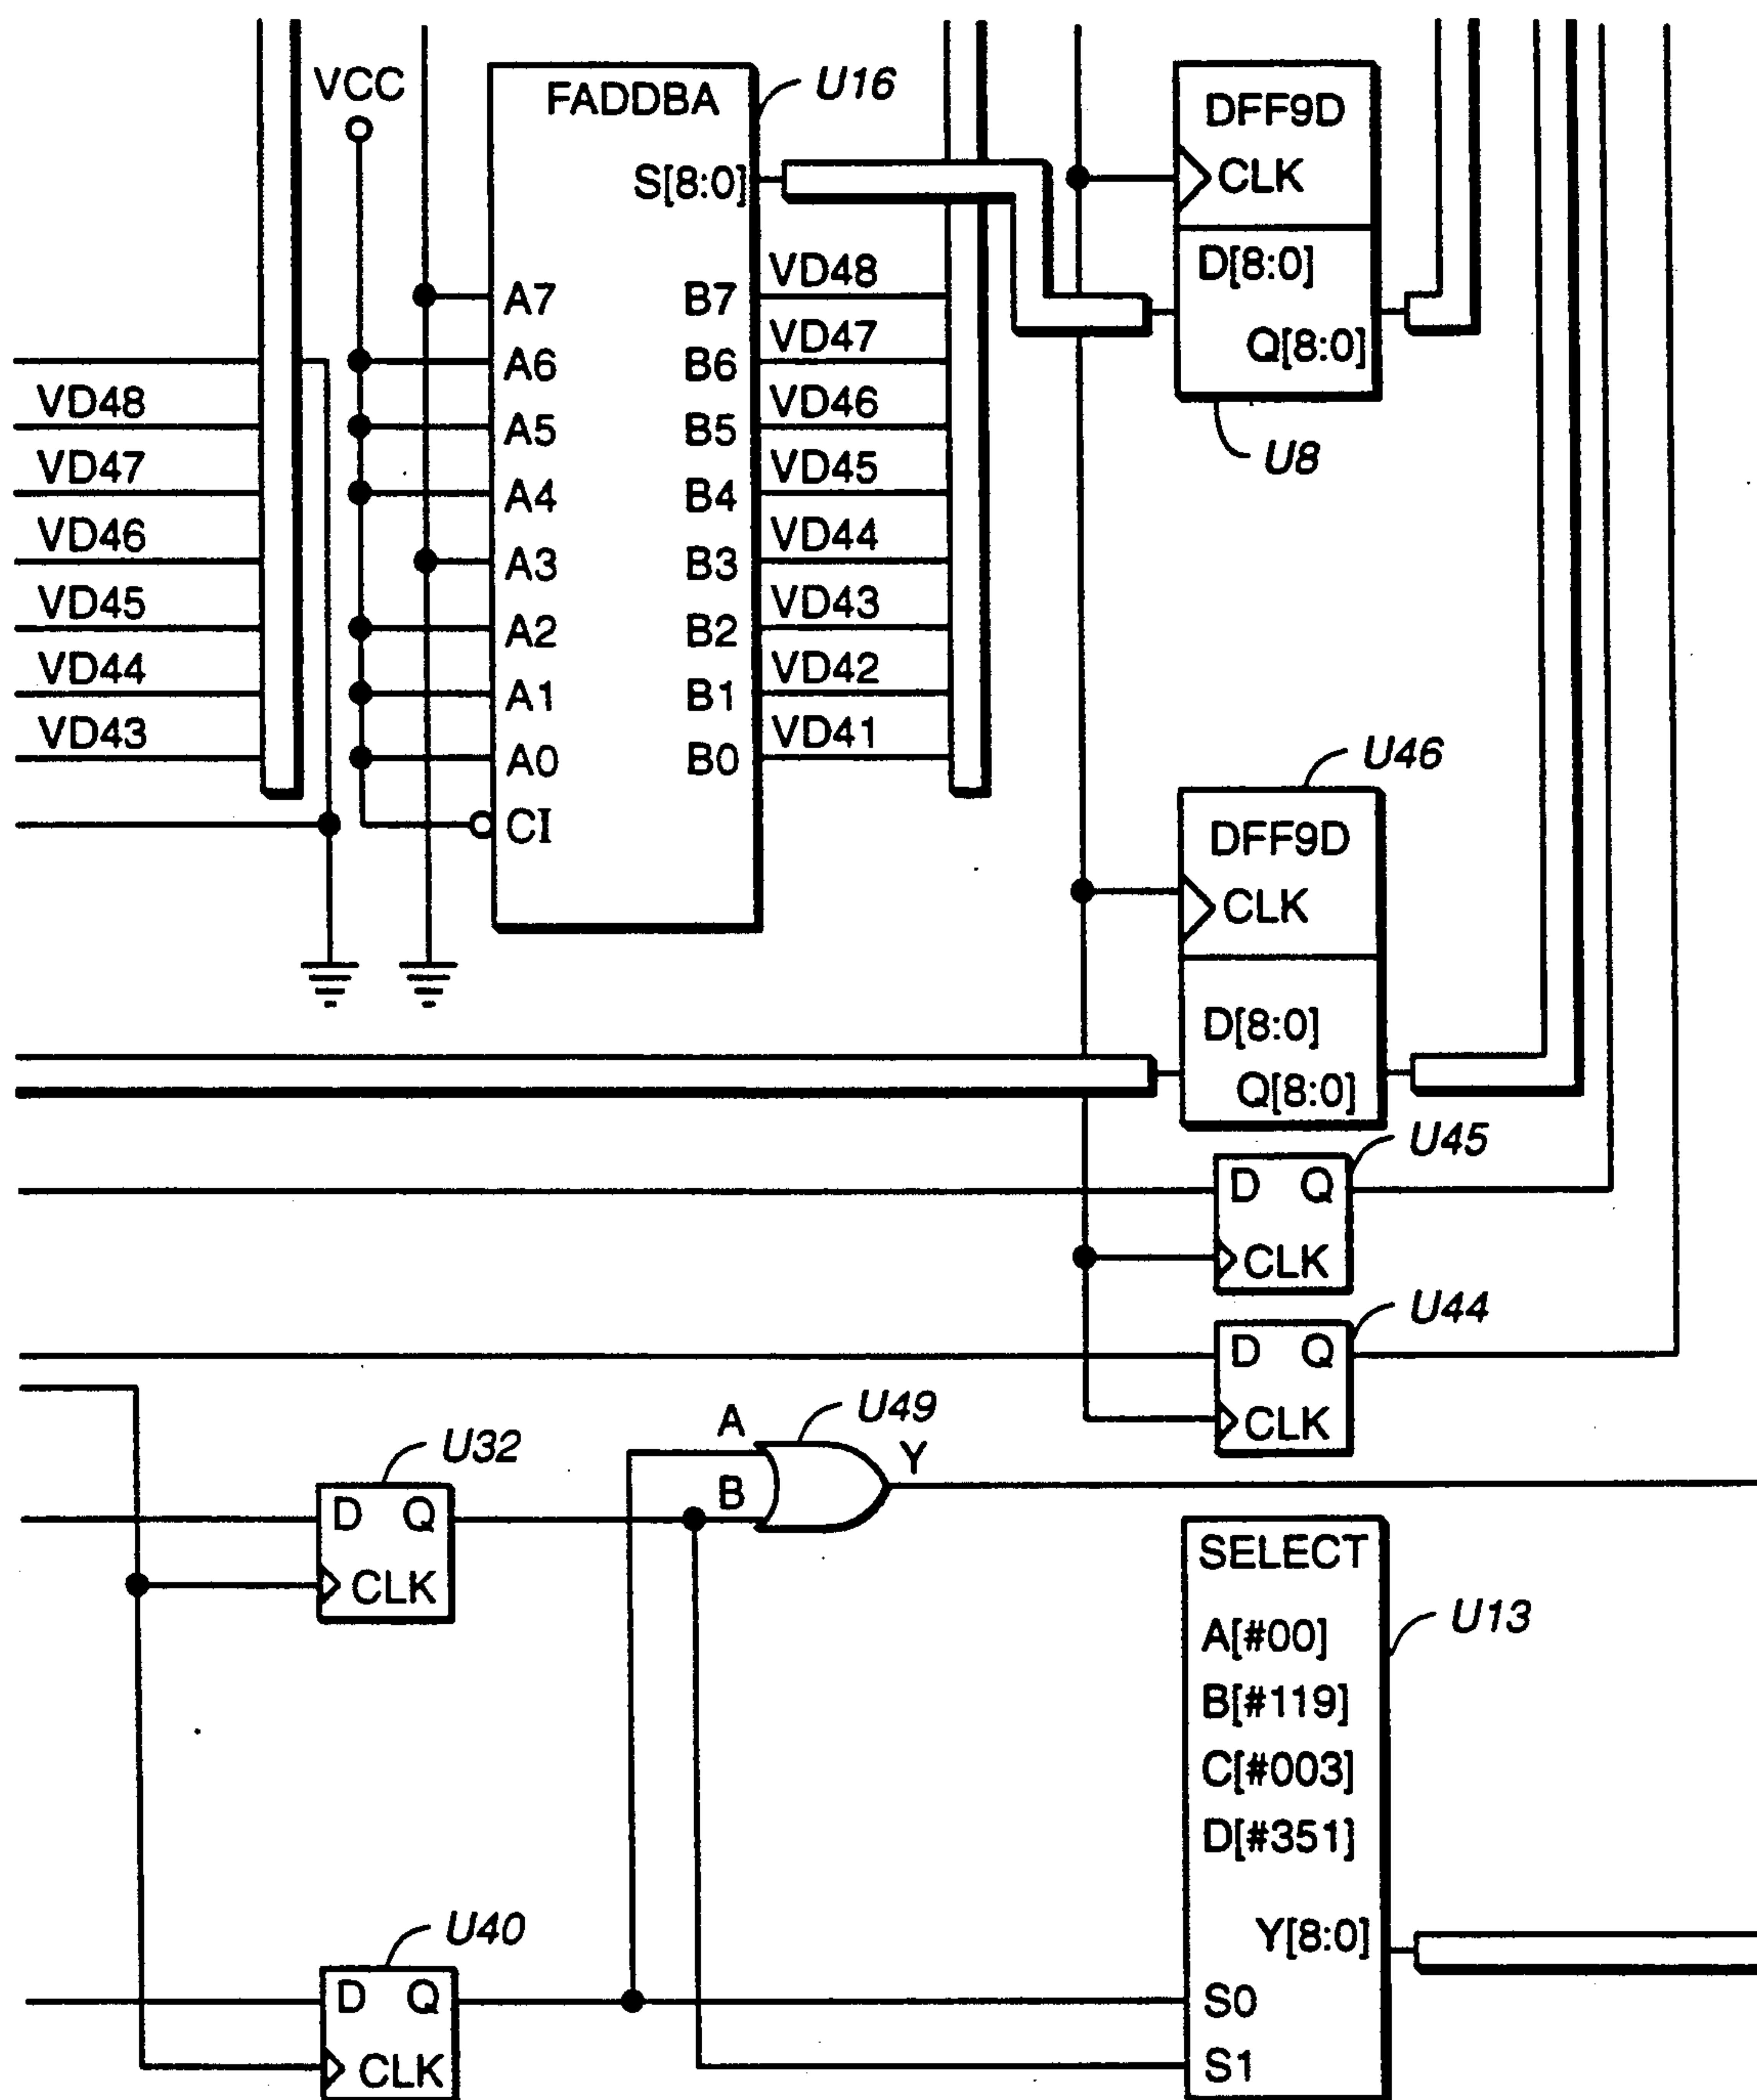 VCC
FADDBA
U16
S[8:0]
A7
A6
A5
A4
A3
A2
A1
A0
CI
B7
B6
B5
B4
B3
B2
B1
B0
VD48
VD47
VD46
VD45
VD44
VD43
VD42
VD41
VD48
VD47
VD46
VD45
VD44
VD43
DFF9D
CLK
D[8:0]
Q[8:0]
U8
U46
DFF9D
CLK
D[8:0]
Q[8:0]
U45
D Q
CLK
U44
D Q
CLK
U32
D Q
CLK
A
B
U49
Y
SELECT
U13
A[#00]
B[#119]
C[#003]
D[#351]
Y[8:0]
S0
S1
U40
D Q
CLK